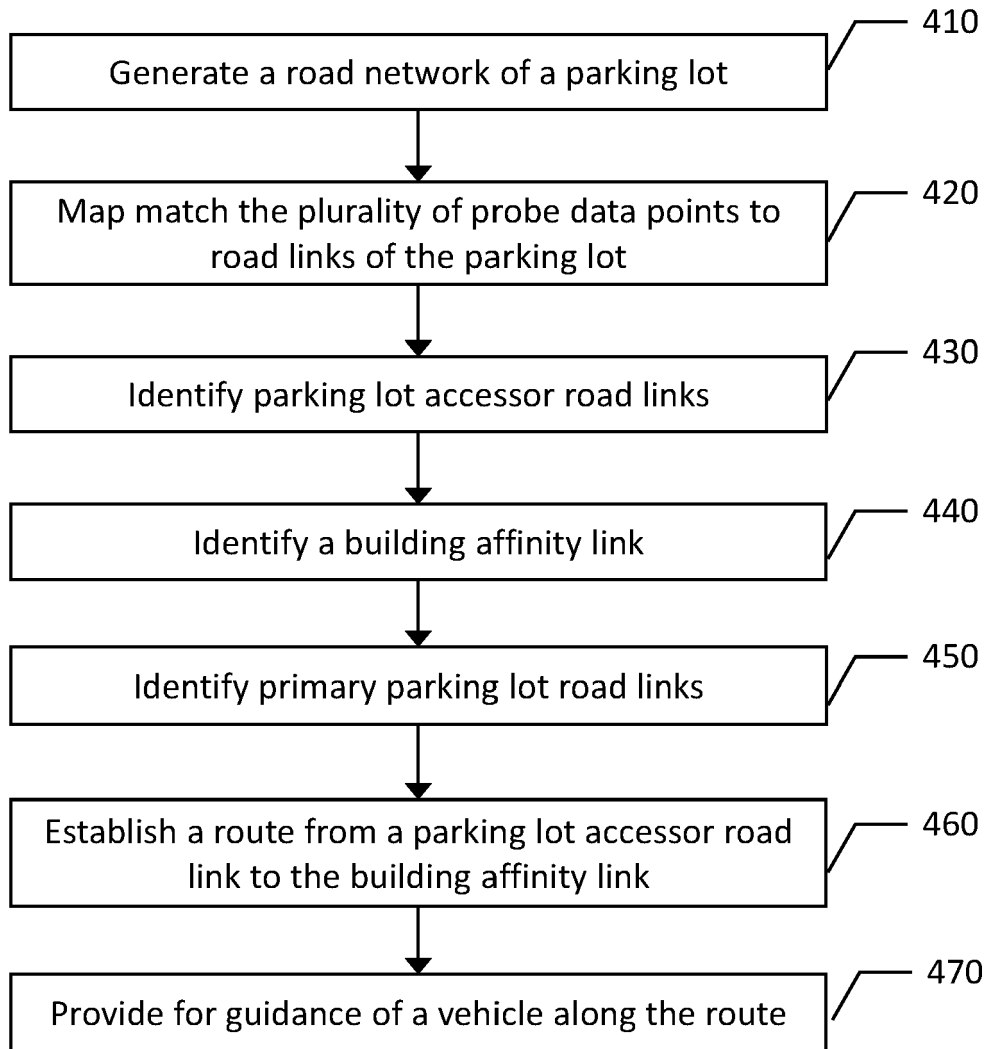 410
Generate a road network of a parking lot
420
Map match the plurality of probe data points to
road links of the parking lot
430
Identify parking lot accessor road links
440
Identify a building affinity link
450
Identify primary parking lot road links
460
Establish a route from a parking lot accessor road
link to the building affinity link
470
Provide for guidance of a vehicle along the route